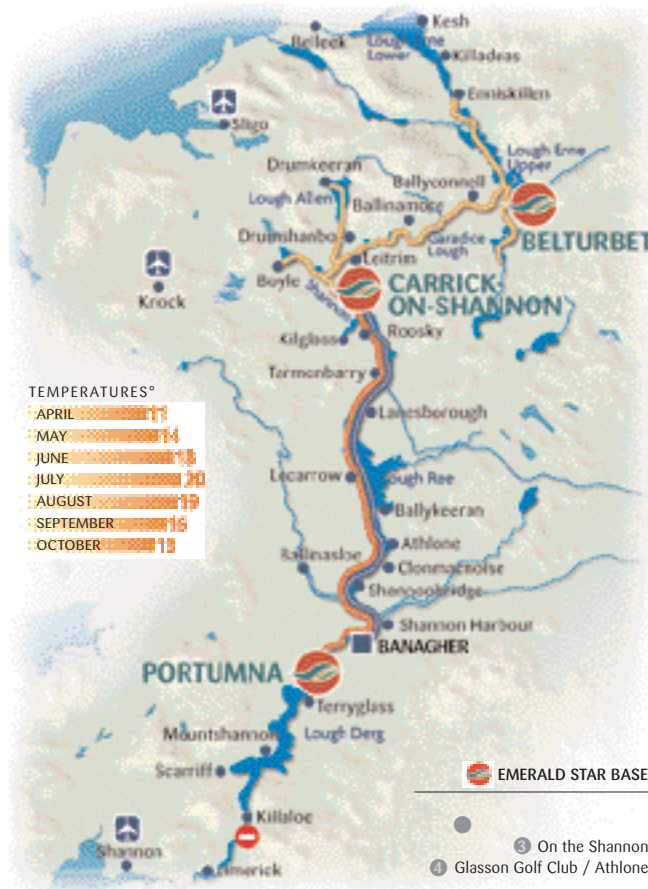 Kesh
Belleek
Lough Erne
Lower
Killadeas
Enniskillen
Sligo
Lough Erne
Upper
Drumkeeran
Ballyconnell
Lough Allen
Ballinamore
BELTURBET
Drumshanbo
Garadice
Lough
Leitrim
Boyle
Shannon
CARRICK-
ON-SHANNON
Krock
Kilglass
Roosky
Tarmonbarry
TEMPERATURES°
APRIL 11
MAY 14
JUNE 18
JULY 20
AUGUST 19
SEPTEMBER 16
OCTOBER 13
Lanesborough
Lecarrow
Lough Ree
Ballykeeran
Athlone
Ballinasloe
Clonmacnoise
Shannonbridge
Shannon Harbour
BANAGHER
PORTUMNA
Terryglass
Mountshannon
Lough Derg
Scarriff
EMERALD STAR BASE
Killaloe
3 On the Shannon
Shannon
4 Glasson Golf Club / Athlone
Limerick